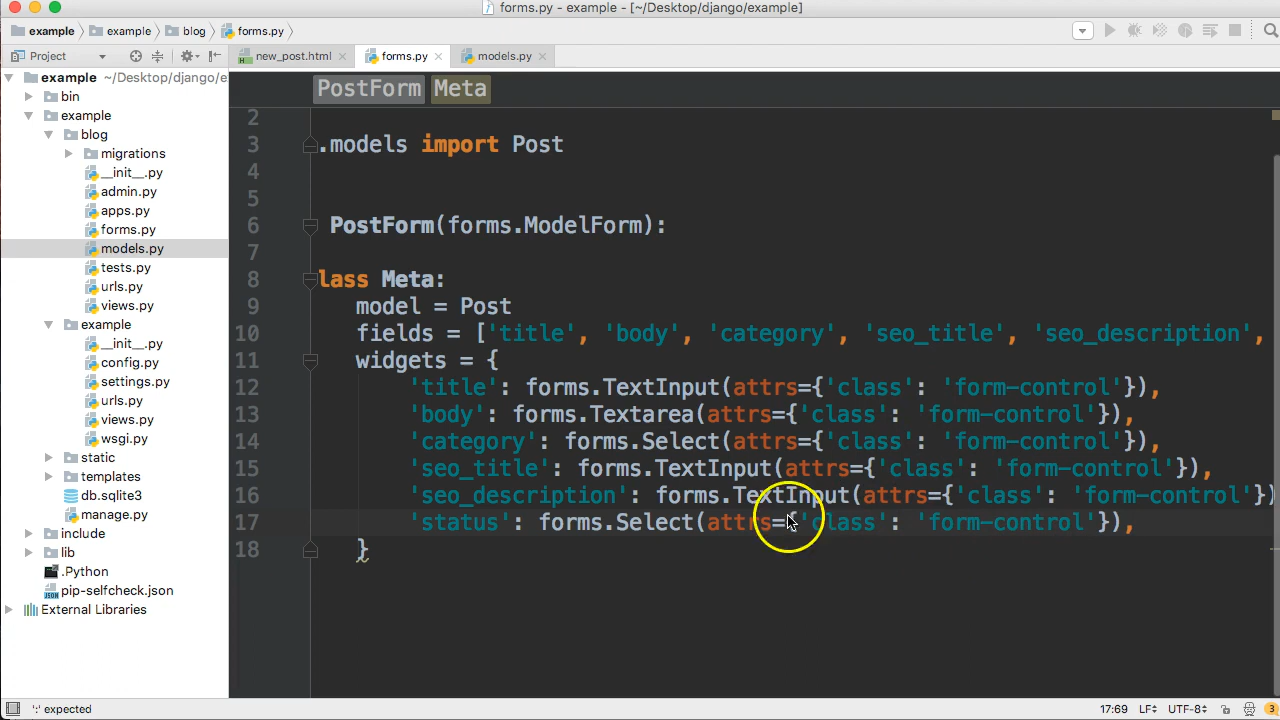 forms.py - example - [~/Desktop/django/example]
example example blog forms.py
Project new_post.html forms.py models.py
example ~/Desktop/django/e
bin
example
blog
migrations
__init__.py
admin.py
apps.py
forms.py
models.py
tests.py
urls.py
views.py
example
__init__.py
config.py
settings.py
urls.py
views.py
wsgi.py
static
templates
db.sqlite3
manage.py
include
lib
.Python
pip-selfcheck.json
External Libraries
PostForm Meta
2
3 .models import Post
4
5
6 PostForm(forms.ModelForm):
7
8 lass Meta:
9 model = Post
10 fields = ['title', 'body', 'category', 'seo_title', 'seo_description',
11 widgets = {
12 'title': forms.TextInput(attrs={'class': 'form-control'}),
13 'body': forms.Textarea(attrs={'class': 'form-control'}),
14 'category': forms.Select(attrs={'class': 'form-control'}),
15 'seo_title': forms.TextInput(attrs={'class': 'form-control'}),
16 'seo_description': forms.TextInput(attrs={'class': 'form-control'})
17 'status': forms.Select(attrs={'class': 'form-control'}),
18 }
':' expected 17:69 LF UTF-8 3